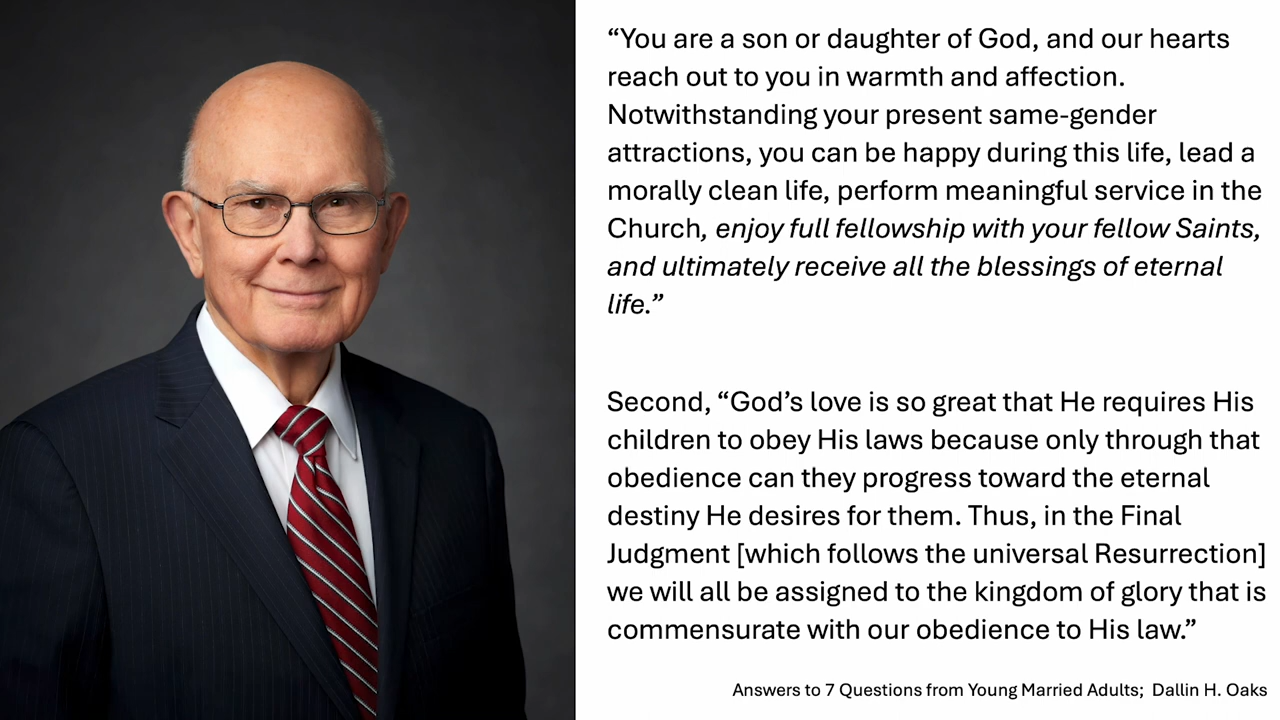 “You are a son or daughter of God, and our hearts
reach out to you in warmth and affection.
Notwithstanding your present same-gender
attractions, you can be happy during this life, lead a
morally clean life, perform meaningful service in the
Church, enjoy full fellowship with your fellow Saints,
and ultimately receive all the blessings of eternal
life.”
Second, “God’s love is so great that He requires His
children to obey His laws because only through that
obedience can they progress toward the eternal
destiny He desires for them. Thus, in the Final
Judgment [which follows the universal Resurrection]
we will all be assigned to the kingdom of glory that is
commensurate with our obedience to His law.”
Answers to 7 Questions from Young Married Adults; Dallin H. Oaks